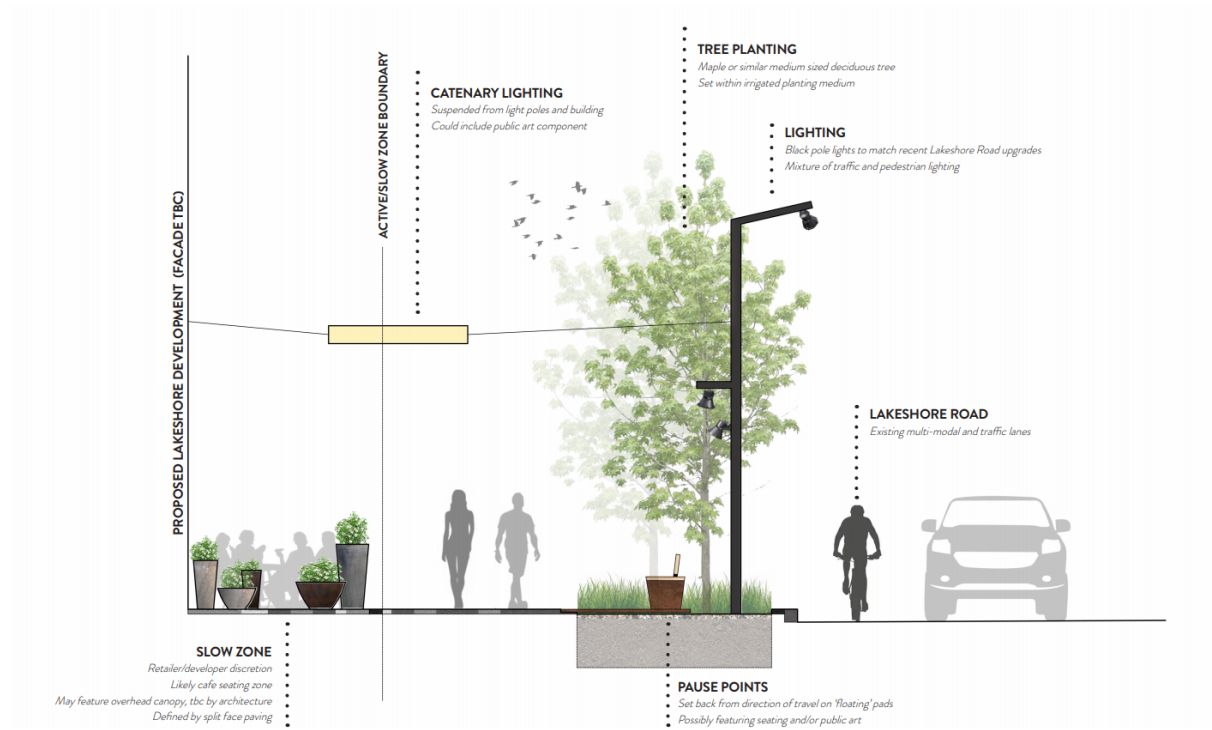 PROPOSED LAKESHORE DEVELOPMENT (FACADE TBC)
ACTIVE/SLOW ZONE BOUNDARY
CATENARY LIGHTING
Suspended from light poles and building
Could include public art component
TREE PLANTING
Maple or similar medium sized deciduous tree
Set within irrigated planting medium
LIGHTING
Black pole lights to match recent Lakeshore Road upgrades
Mixture of traffic and pedestrian lighting
LAKESHORE ROAD
Existing multi-modal and traffic lanes
SLOW ZONE
Retailer/developer discretion
Likely cafe seating zone
May feature overhead canopy, tbc by architecture
Defined by split face paving
PAUSE POINTS
Set back from direction of travel on 'floating' pads
Possibly featuring seating and/or public art